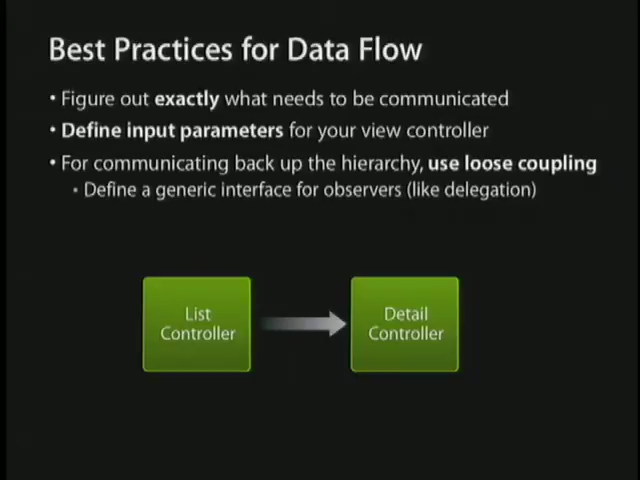 Best Practices for Data Flow
• Figure out exactly what needs to be communicated
• Define input parameters for your view controller
• For communicating back up the hierarchy, use loose coupling
• Define a generic interface for observers (like delegation)
List
Controller
Detail
Controller